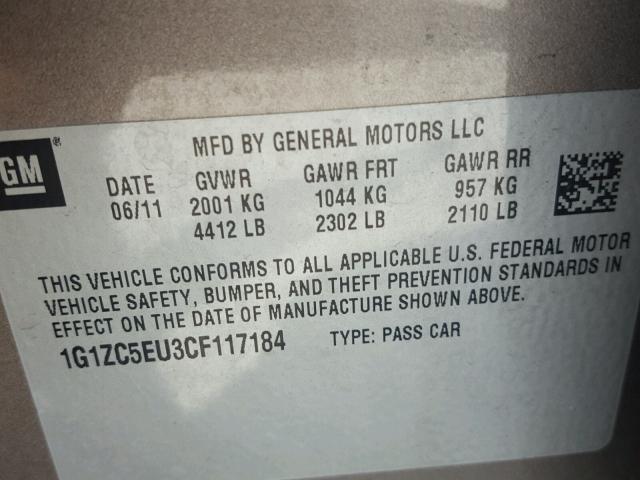 GM®
MFD BY GENERAL MOTORS LLC
DATE GVWR GAWR FRT GAWR RR
06/11 2001 KG 1044 KG 957 KG
4412 LB 2302 LB 2110 LB
THIS VEHICLE CONFORMS TO ALL APPLICABLE U.S. FEDERAL MOTOR
VEHICLE SAFETY, BUMPER, AND THEFT PREVENTION STANDARDS IN
EFFECT ON THE DATE OF MANUFACTURE SHOWN ABOVE.
1G1ZC5EU3CF117184 TYPE: PASS CAR